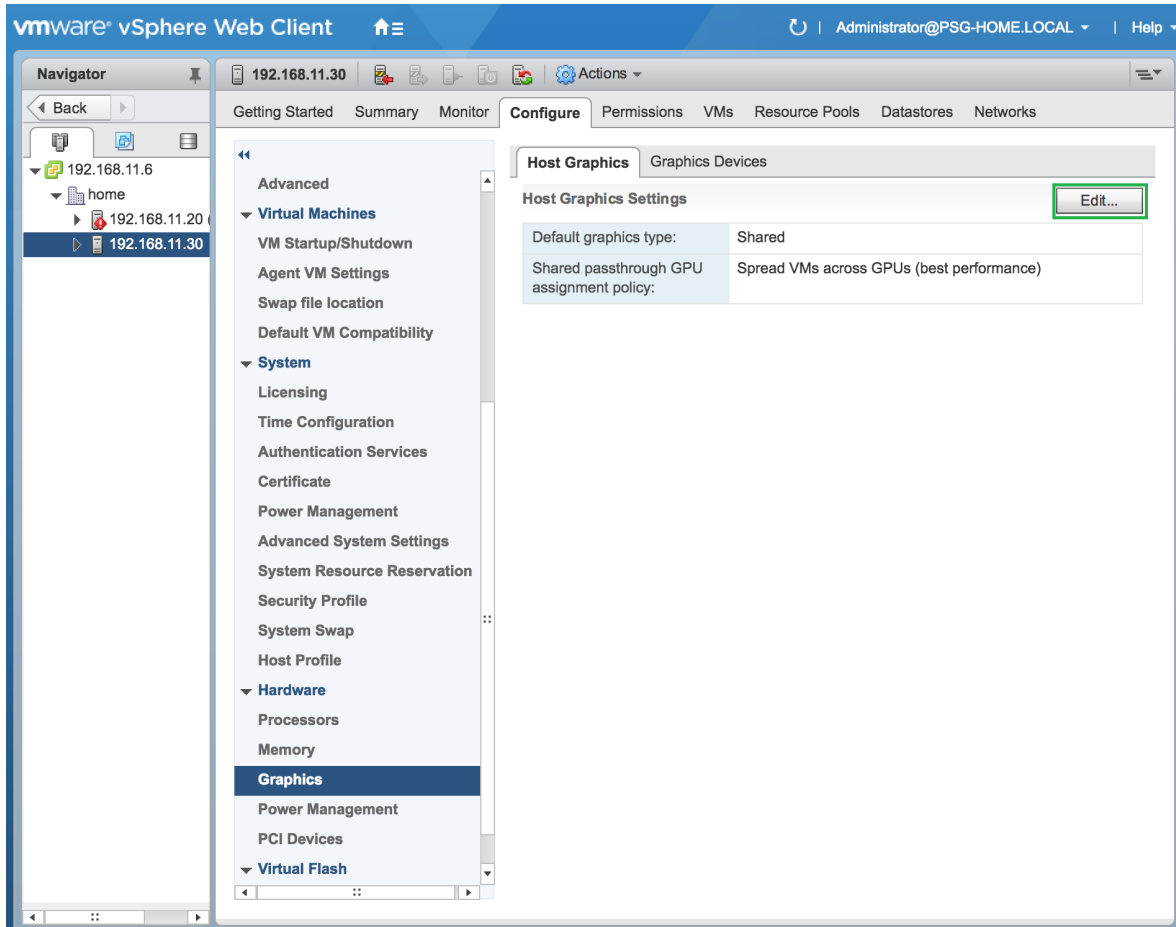 vmware® vSphere Web Client
Administrator@PSG-HOME.LOCAL | Help
Navigator
Back
192.168.11.6
home
192.168.11.20 (
192.168.11.30
192.168.11.30
Actions
Getting Started Summary Monitor Configure Permissions VMs Resource Pools Datastores Networks
Advanced
Virtual Machines
VM Startup/Shutdown
Agent VM Settings
Swap file location
Default VM Compatibility
System
Licensing
Time Configuration
Authentication Services
Certificate
Power Management
Advanced System Settings
System Resource Reservation
Security Profile
System Swap
Host Profile
Hardware
Processors
Memory
Graphics
Power Management
PCI Devices
Virtual Flash
Host Graphics Graphics Devices
Host Graphics Settings
Edit...
Default graphics type: Shared
Shared passthrough GPU Spread VMs across GPUs (best performance)
assignment policy: